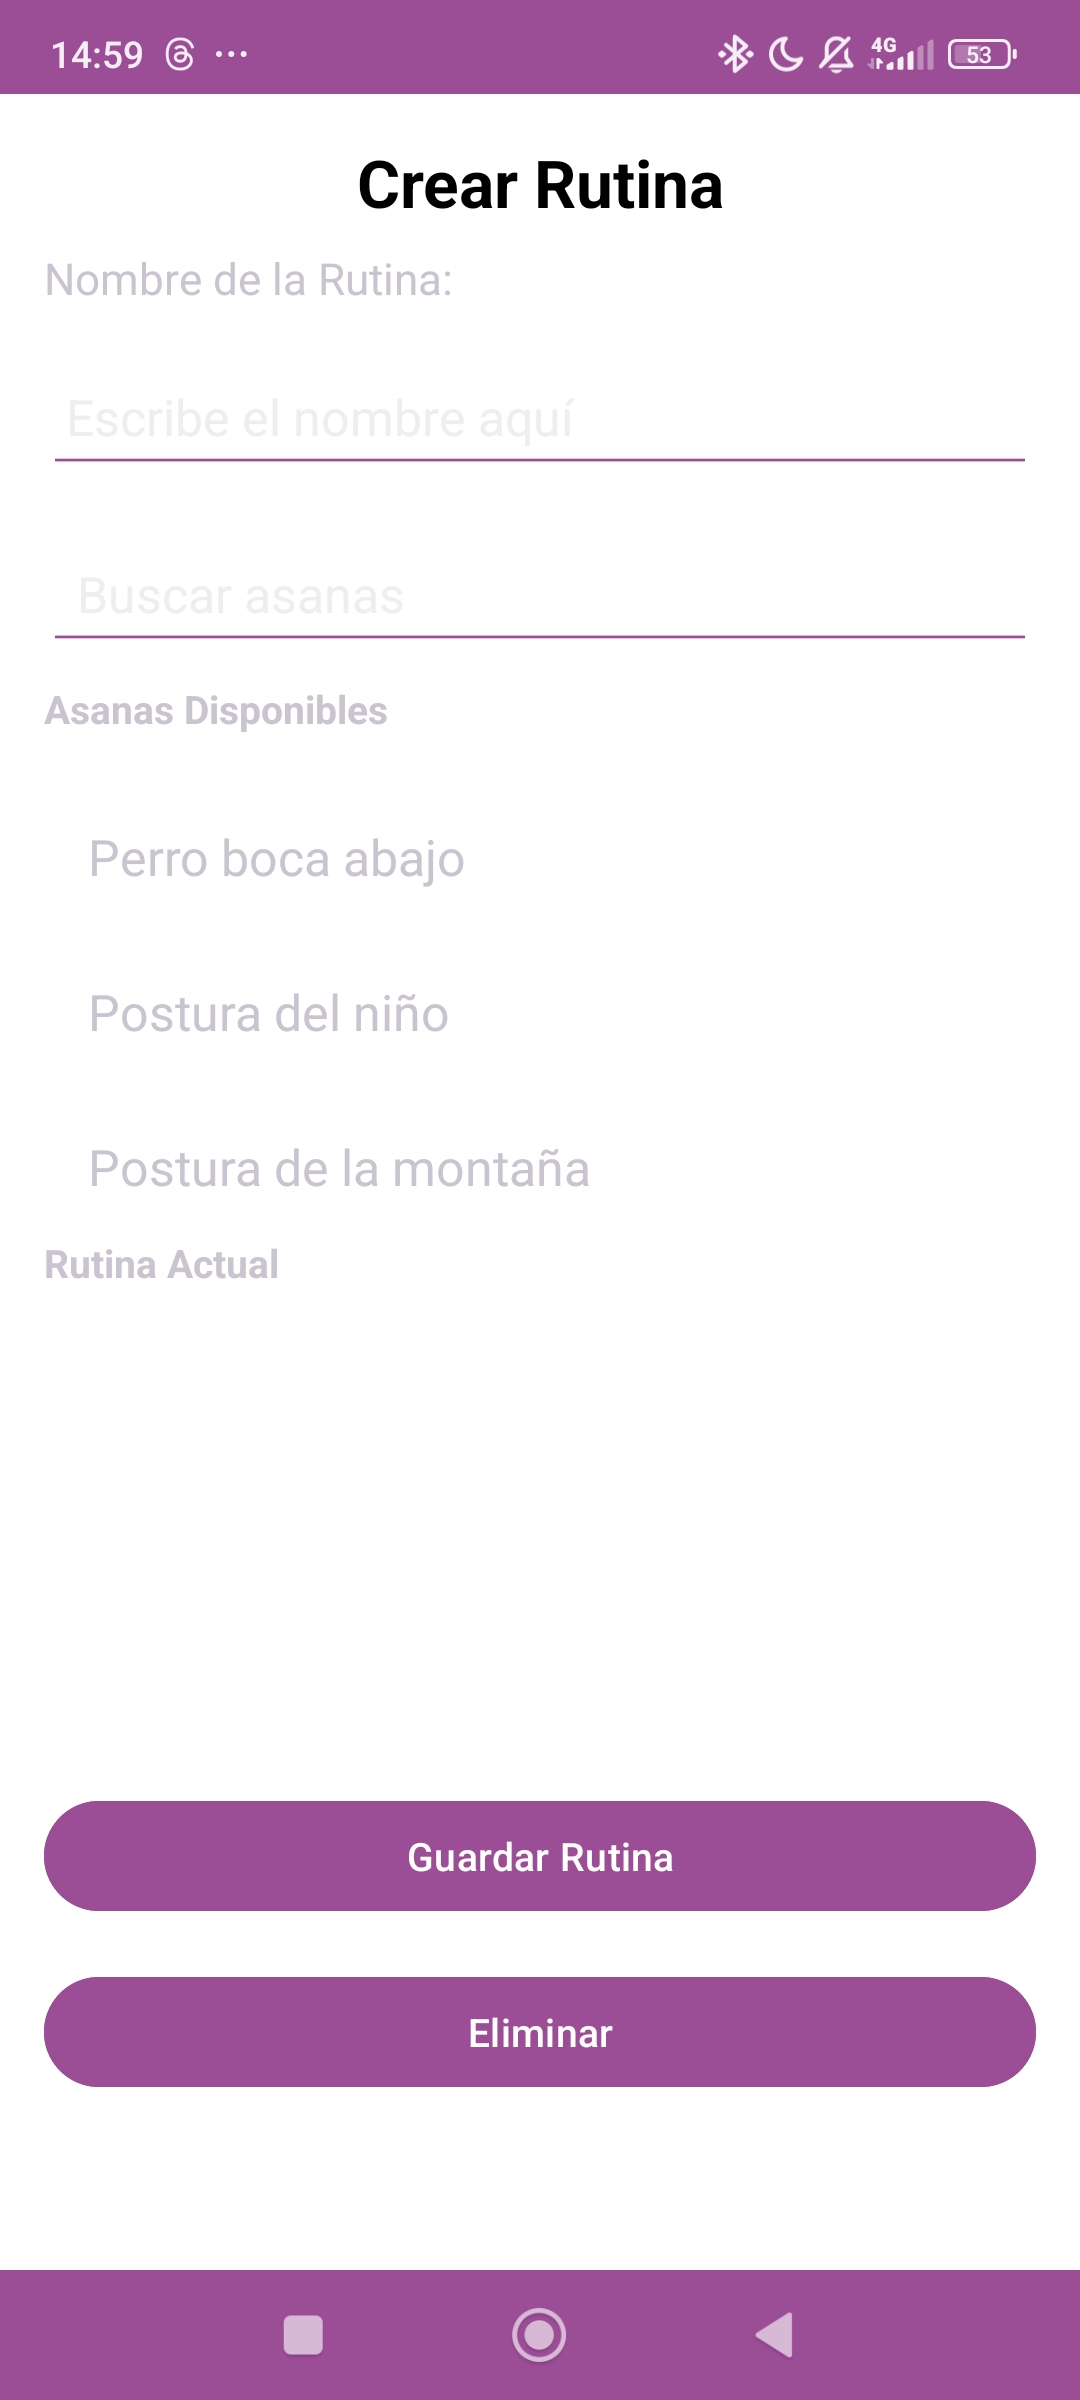 14:59
4G
53
Crear Rutina
Nombre de la Rutina:
Escribe el nombre aquí
Buscar asanas
Asanas Disponibles
Perro boca abajo
Postura del niño
Postura de la montaña
Rutina Actual
Guardar Rutina
Eliminar